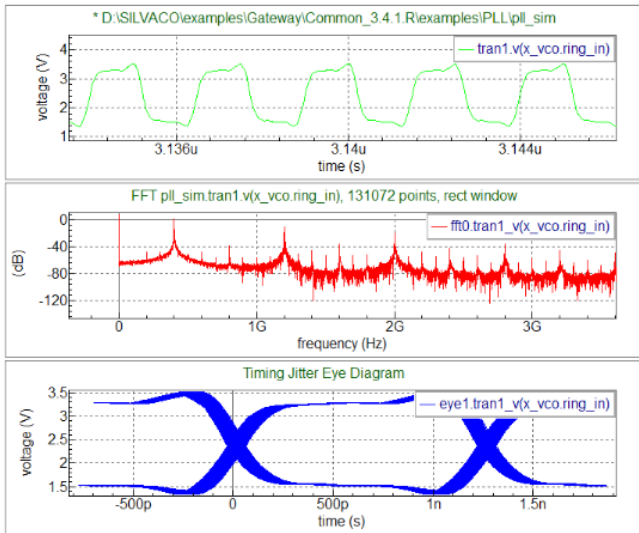 * D:\SILVACO\examples\Gateway\Common_3.4.1.R\examples\PLL\pll_sim
tran1.v(x_vco.ring_in)
voltage (V)
4
3
2
1
3.136u
3.14u
3.144u
time (s)
FFT pll_sim.tran1.v(x_vco.ring_in), 131072 points, rect window
fft0.tran1_v(x_vco.ring_in)
(dB)
0
-40
-80
-120
0
1G
2G
3G
frequency (Hz)
Timing Jitter Eye Diagram
eye1.tran1_v(x_vco.ring_in)
voltage (V)
3.5
3
2.5
2
1.5
-500p
0
500p
1n
1.5n
time (s)